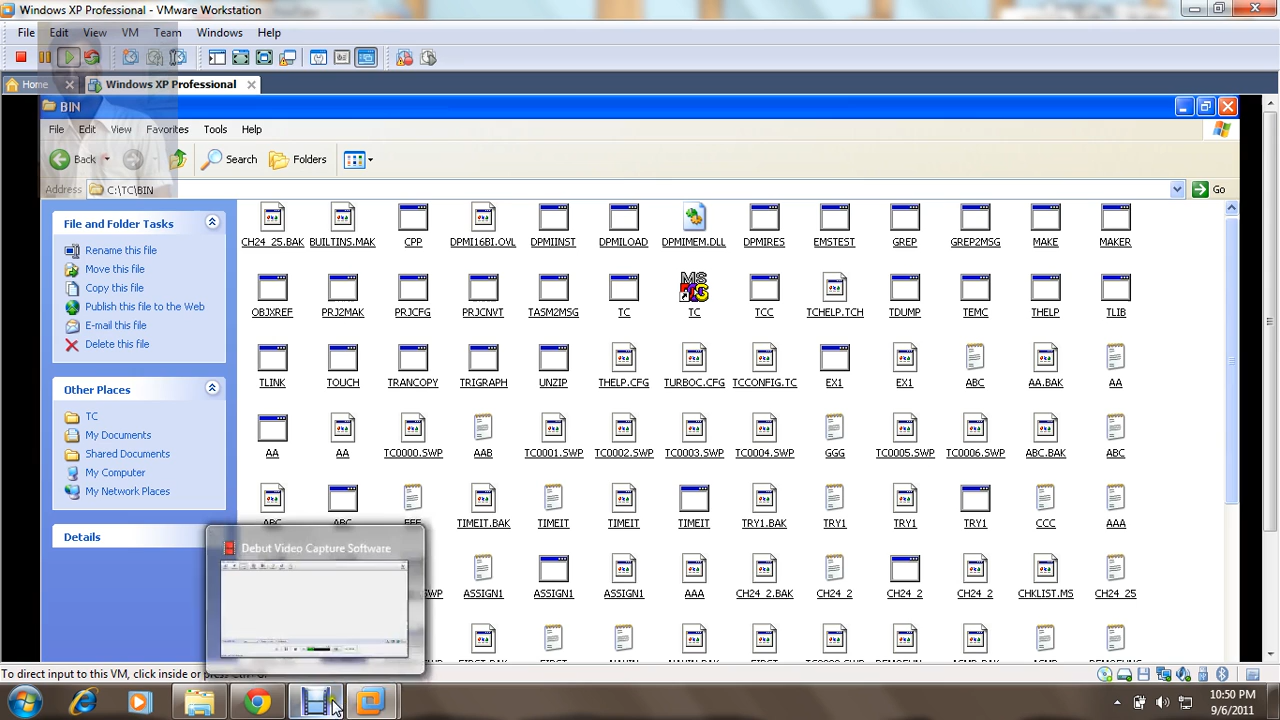 Windows XP Professional - VMware Workstation
File Edit View VM Team Windows Help
Home
Windows XP Professional
BIN
File Edit View Favorites Tools Help
Back
Search
Folders
Address
C:\TC\BIN
Go
File and Folder Tasks
Rename this file
Move this file
Copy this file
Publish this file to the Web
E-mail this file
Delete this file
Other Places
TC
My Documents
Shared Documents
My Computer
My Network Places
Details
CH24_25.BAK BUILTINS.MAK CPP DPMI16BI.OVL DPMIINST DPMILOAD DPMIMEM.DLL DPMIRES EMSTEST GREP GREP2MSG MAKE MAKER
OBJXREF PRJ2MAK PRJCFG PRJCNVT TASM2MSG TC TC TCC TCHELP.TCH TDUMP TEMC THELP TLIB
TLINK TOUCH TRANCOPY TRIGRAPH UNZIP THELP.CFG TURBOC.CFG TCCONFIG.TC EX1 EX1 ABC AA.BAK AA
AA AA TC0000.SWP AAB TC0001.SWP TC0002.SWP TC0003.SWP TC0004.SWP GGG TC0005.SWP TC0006.SWP ABC.BAK ABC
ABC ABC TIMEIT.BAK TIMEIT TIMEIT TIMEIT TRY1.BAK TRY1 TRY1 TRY1 CCC AAA
ASSIGN1 ASSIGN1 ASSIGN1 AAA CH24_2.BAK CH24_2 CH24_2 CH24_2 CHKLIST.MS CH24_25
Debut Video Capture Software
To direct input to this VM, click inside or press Ctrl+G.
10:50 PM
9/6/2011